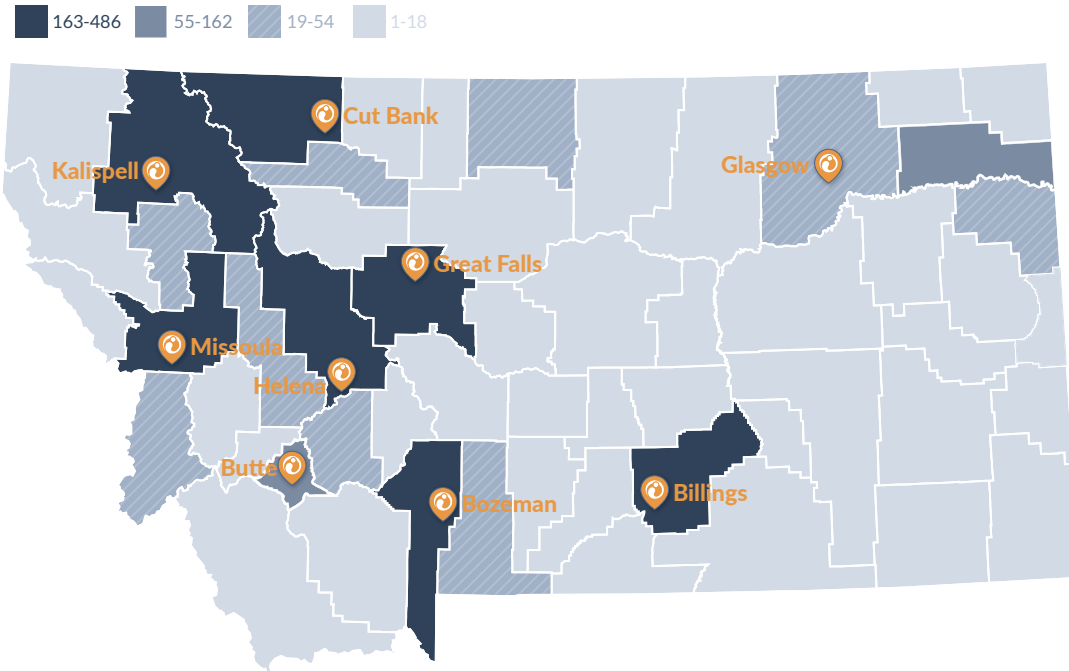 163-486 55-162 19-54 1-18
Cut Bank
Kalispell
Glasgow
Great Falls
Missoula
Helena
Butte
Billings
Bozeman